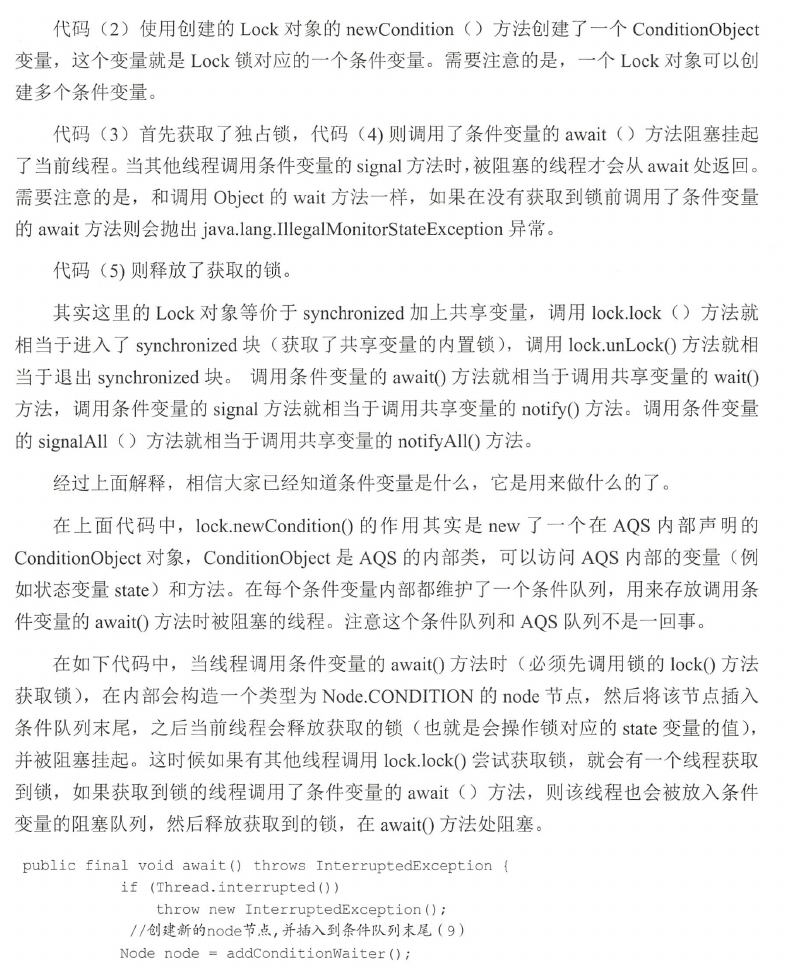 代码（2）使用创建的 Lock 对象的 newCondition（）方法创建了一个 ConditionObject
变量，这个变量就是 Lock 锁对应的一个条件变量。需要注意的是，一个 Lock 对象可以创
建多个条件变量。
代码（3）首先获取了独占锁，代码（4) 则调用了条件变量的 await（）方法阻塞挂起
了当前线程。当其他线程调用条件变量的 signal 方法时，被阻塞的线程才会从 await 处返回。
需要注意的是，和调用 Object 的 wait 方法一样，如果在没有获取到锁前调用了条件变量
的 await 方法则会抛出 java.lang.IllegalMonitorStateException 异常。
代码（5) 则释放了获取的锁。
其实这里的 Lock 对象等价于 synchronized 加上共享变量，调用 lock.lock（）方法就
相当于进入了 synchronized 块（获取了共享变量的内置锁），调用 lock.unLock() 方法就相
当于退出 synchronized 块。 调用条件变量的 await() 方法就相当于调用共享变量的 wait()
方法，调用条件变量的 signal 方法就相当于调用共享变量的 notify() 方法。调用条件变量
的 signalAll（）方法就相当于调用共享变量的 notifyAll() 方法。
经过上面解释，相信大家已经知道条件变量是什么，它是用来做什么的了。
在上面代码中，lock.newCondition() 的作用其实是 new 了一个在 AQS 内部声明的
ConditionObject 对象，ConditionObject 是 AQS 的内部类，可以访问 AQS 内部的变量（例
如状态变量 state）和方法。在每个条件变量内部都维护了一个条件队列，用来存放调用条
件变量的 await() 方法时被阻塞的线程。注意这个条件队列和 AQS 队列不是一回事。
在如下代码中，当线程调用条件变量的 await() 方法时（必须先调用锁的 lock() 方法
获取锁），在内部会构造一个类型为 Node.CONDITION 的 node 节点，然后将该节点插入
条件队列末尾，之后当前线程会释放获取的锁（也就是会操作锁对应的 state 变量的值），
并被阻塞挂起。这时候如果有其他线程调用 lock.lock() 尝试获取锁，就会有一个线程获取
到锁，如果获取到锁的线程调用了条件变量的 await（）方法，则该线程也会被放入条件
变量的阻塞队列，然后释放获取到的锁，在 await() 方法处阻塞。
public final void await() throws InterruptedException {
if (Thread.interrupted())
throw new InterruptedException();
//创建新的node节点,并插入到条件队列末尾（9）
Node node = addConditionWaiter();